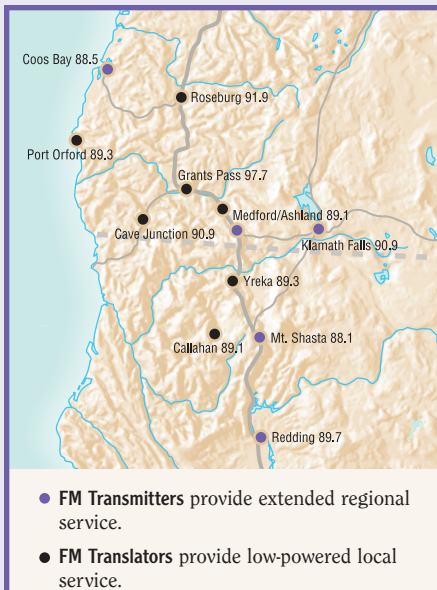 Coos Bay 88.5
Roseburg 91.9
Port Orford 89.3
Grants Pass 97.7
Medford/Ashland 89.1
Cave Junction 90.9
Klamath Falls 90.9
Yreka 89.3
Callahan 89.1
Mt. Shasta 88.1
Redding 89.7
FM Transmitters provide extended regional
service.
FM Translators provide low-powered local
service.